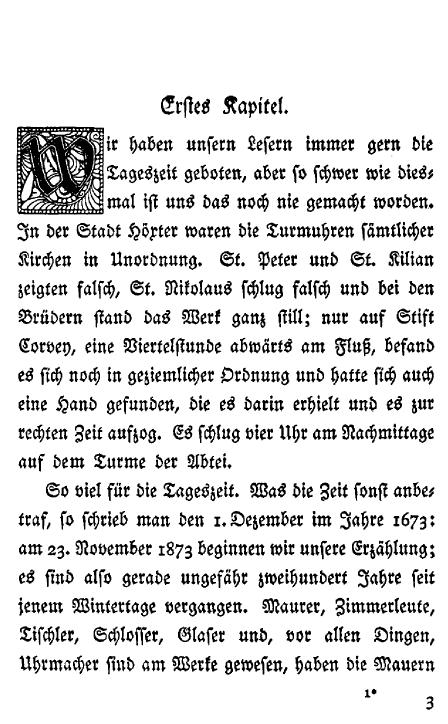 Erstes Kapitel.
Wir haben unsern Lesern immer gern die
Tageszeit geboten, aber so schwer wie dies-
mal ist uns das noch nie gemacht worden.
In der Stadt Höxter waren die Turmuhren sämtlicher
Kirchen in Unordnung. St. Peter und St. Kilian
zeigten falsch, St. Nikolaus schlug falsch und bei den
Brüdern stand das Werk ganz still; nur auf Stift
Corvey, eine Viertelstunde abwärts am Fluß, befand
es sich noch in geziemlicher Ordnung und hatte sich auch
eine Hand gefunden, die es darin erhielt und es zur
rechten Zeit aufzog. Es schlug vier Uhr am Nachmittage
auf dem Turme der Abtei.
So viel für die Tageszeit. Was die Zeit sonst anbe-
traf, so schrieb man den 1. Dezember im Jahre 1673:
am 23. November 1873 beginnen wir unsere Erzählung;
es sind also gerade ungefähr zweihundert Jahre seit
jenem Wintertage vergangen. Maurer, Zimmerleute,
Tischler, Schlosser, Glaser und, vor allen Dingen,
Uhrmacher sind am Werke gewesen, haben die Mauern
1*
3